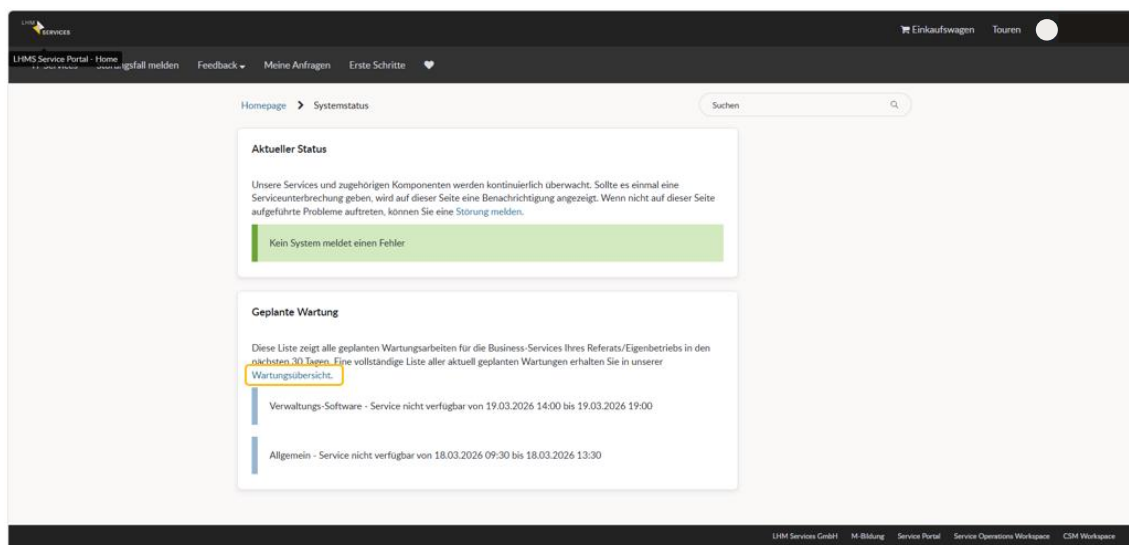 LHM
SERVICES
Einkaufswagen
Touren
LHMS Service Portal - Home
Feedback
Meine Anfragen
Erste Schritte
Homepage
Systemstatus
Suchen
Aktueller Status
Unsere Services und zugehörigen Komponenten werden kontinuierlich überwacht. Sollte es einmal eine
Serviceunterbrechung geben, wird auf dieser Seite eine Benachrichtigung angezeigt. Wenn nicht auf dieser Seite
aufgeführte Probleme auftreten, können Sie eine Störung melden.
Kein System meldet einen Fehler
Geplante Wartung
Diese Liste zeigt alle geplanten Wartungsarbeiten für die Business-Services Ihres Referats/Eigenbetriebs in den
nächsten 30 Tagen. Eine vollständige Liste aller aktuell geplanten Wartungen erhalten Sie in unserer
Wartungsübersicht.
Verwaltungs-Software - Service nicht verfügbar von 19.03.2026 14:00 bis 19.03.2026 19:00
Allgemein - Service nicht verfügbar von 18.03.2026 09:30 bis 18.03.2026 13:30
LHM Services GmbH
M-Bildung
Service Portal
Service Operations Workspace
CSM Workspace